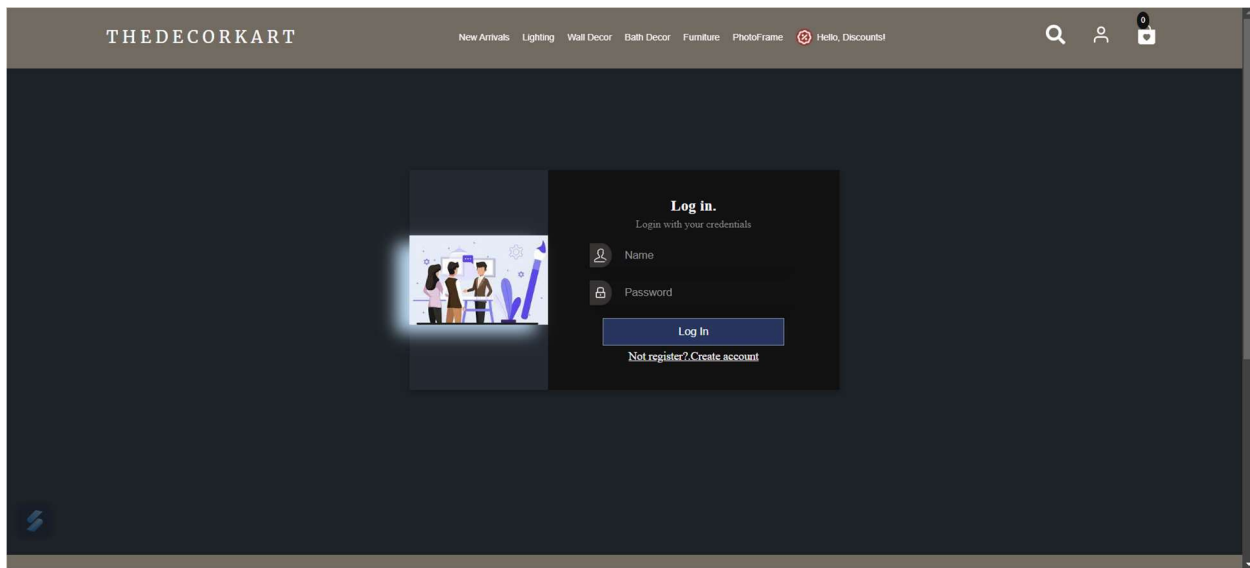 THEDECORKART
New Arrivals Lighting Wall Decor Bath Decor Furniture PhotoFrame Hello, Discounts!
0
Log in.
Login with your credentials
Name
Password
Log In
Not register?.Create account